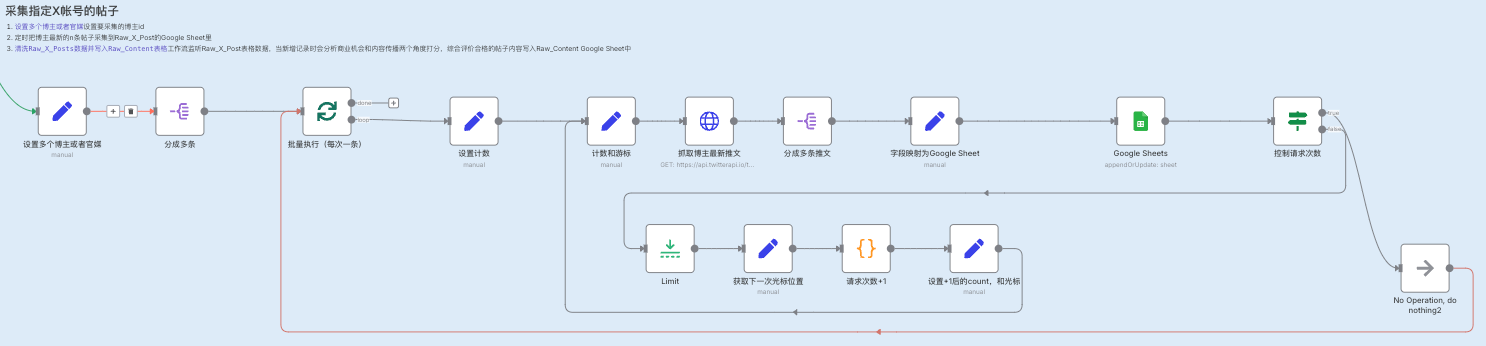 采集指定X帐号的帖子
1. 设置多个博主或者官媒设置要采集的博主id
2. 定时把博主最新的n条帖子采集到Raw_X_Post的Google Sheet里
3. 清洗Raw_X_Posts数据并写入Raw_Content表格工作流监听Raw_X_Post表格数据，当新增记录时会分析商业机会和内容传播两个角度打分，综合评价合格的帖子内容写入Raw_Content Google Sheet中
设置多个博主或者官媒
manual
分成多条
批量执行（每次一条）
done
loop
设置计数
manual
计数和游标
manual
抓取博主最新推文
GET: https://api.twitterapi.io/t...
分成多条推文
字段映射为Google Sheet
manual
Google Sheets
appendOrUpdate: sheet
控制请求次数
true
false
Limit
获取下一次光标位置
manual
请求次数+1
设置+1后的count，和光标
manual
No Operation, do
nothing2